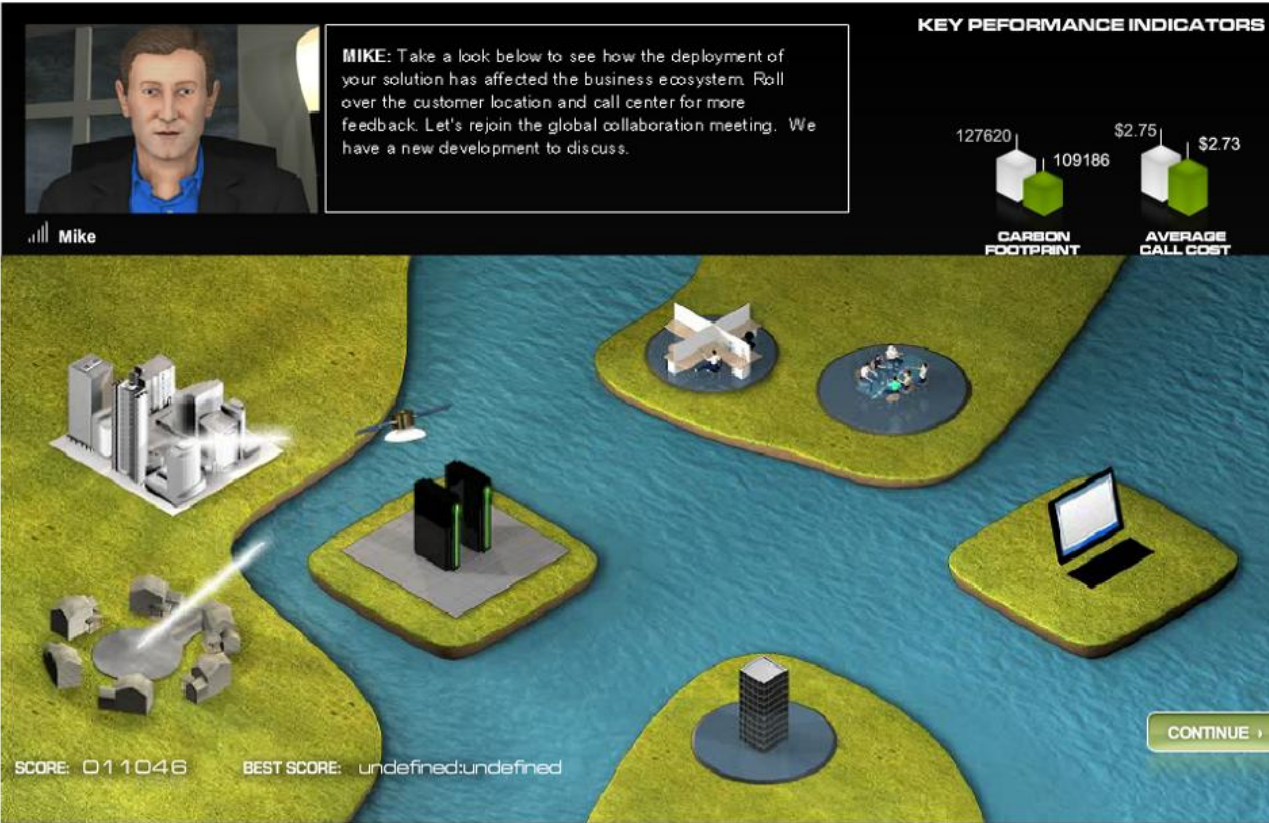 KEY PEFORMANCE INDICATORS
MIKE: Take a look below to see how the deployment of
your solution has affected the business ecosystem. Roll
over the customer location and call center for more
feedback. Let's rejoin the global collaboration meeting. We
have a new development to discuss.
127620
109186
$2.75
$2.73
CARBON
FOOTPRINT
AVERAGE
CALL COST
Mike
CONTINUE ›
SCORE: 011046
BEST SCORE: undefined:undefined